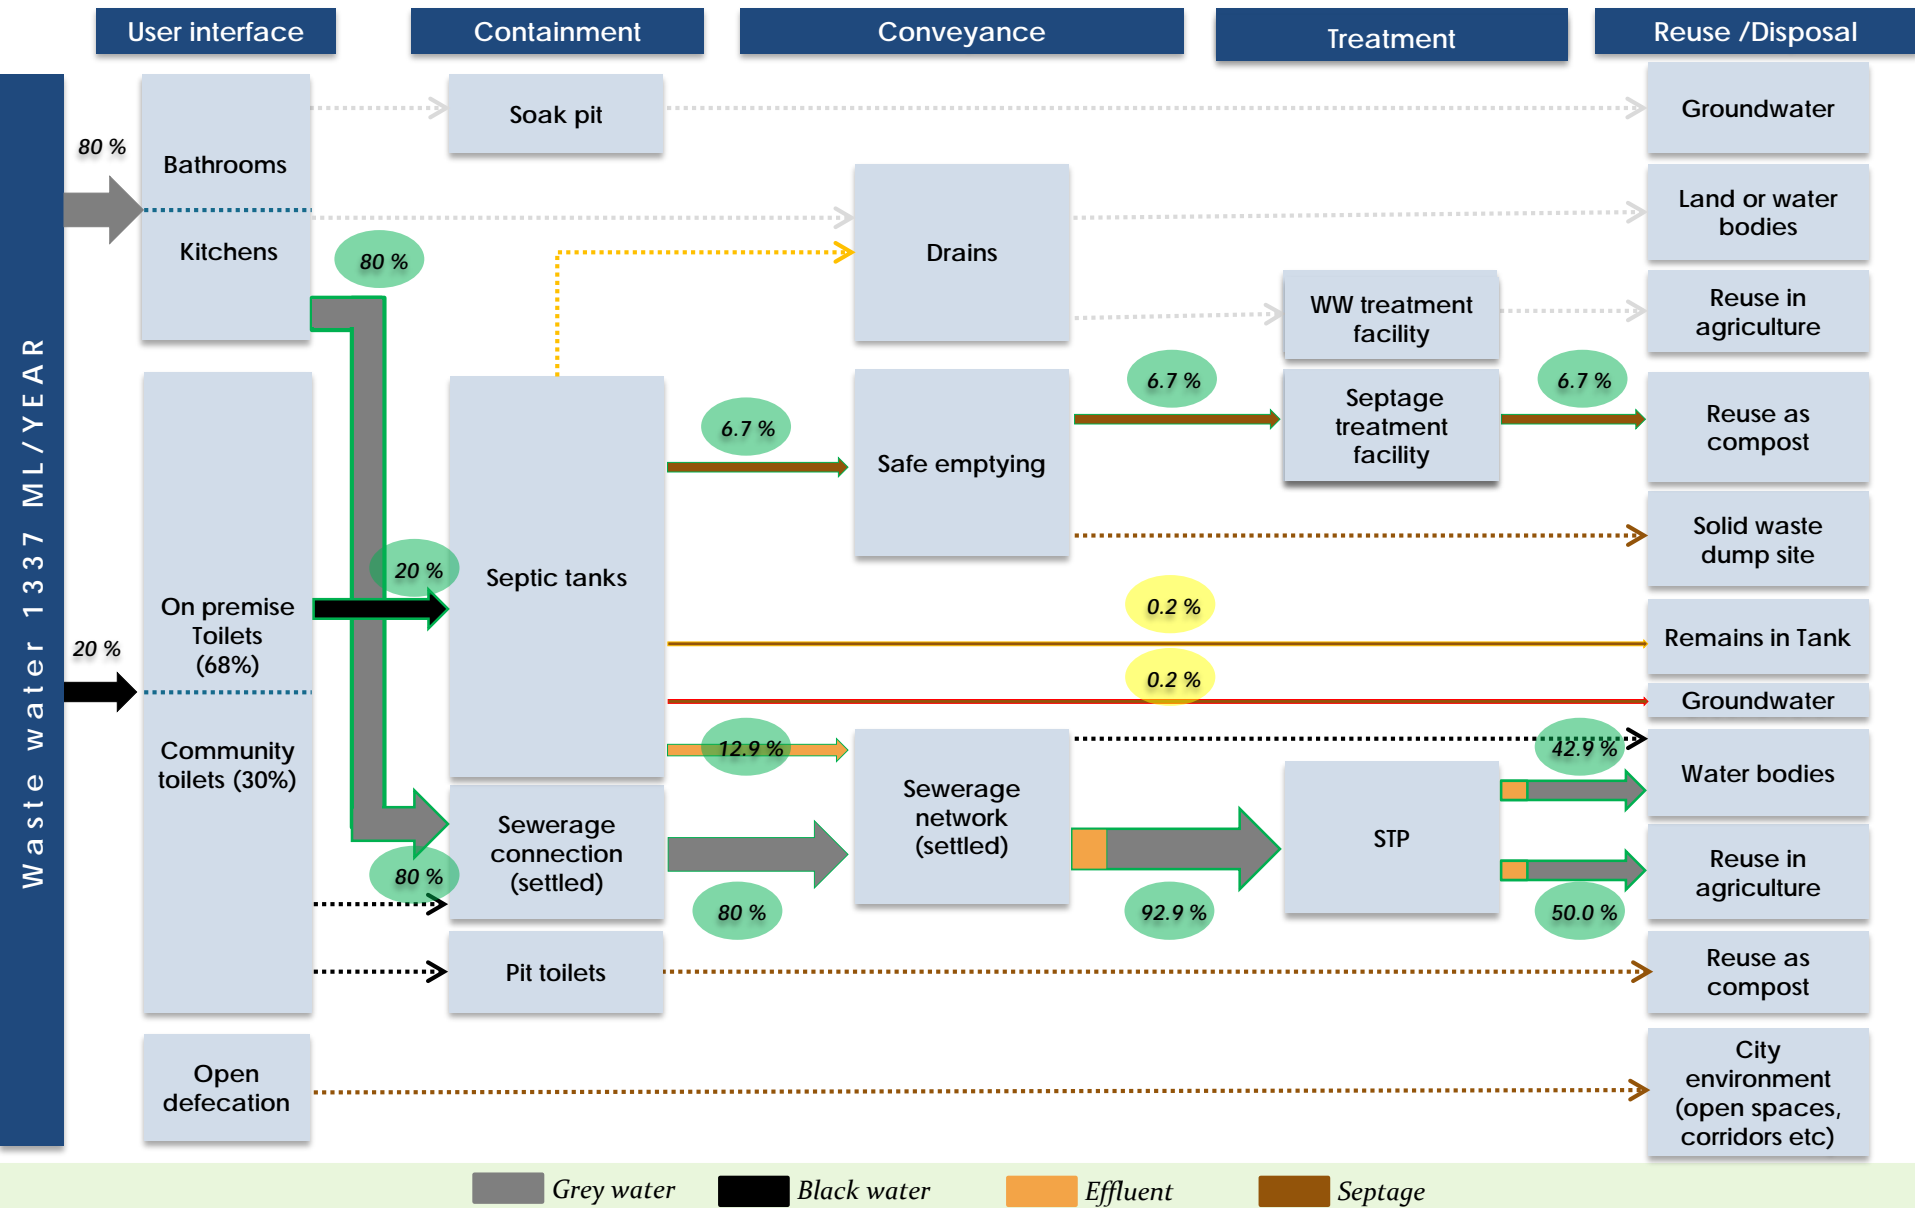 User interface
Containment
Conveyance
Treatment
Reuse /Disposal
Waste water 1337 ML/YEAR
80 %
20 %
Bathrooms
Kitchens
80 %
On premise
Toilets
(68%)
Community
toilets (30%)
Open
defecation
20 %
80 %
Soak pit
Septic tanks
Sewerage
connection
(settled)
Pit toilets
6.7 %
12.9 %
80 %
Drains
Safe emptying
Sewerage
network
(settled)
6.7 %
0.2 %
0.2 %
92.9 %
WW treatment
facility
Septage
treatment
facility
STP
6.7 %
42.9 %
50.0 %
Groundwater
Land or water
bodies
Reuse in
agriculture
Reuse as
compost
Solid waste
dump site
Remains in Tank
Groundwater
Water bodies
Reuse in
agriculture
Reuse as
compost
City
environment
(open spaces,
corridors etc)
Grey water
Black water
Effluent
Septage